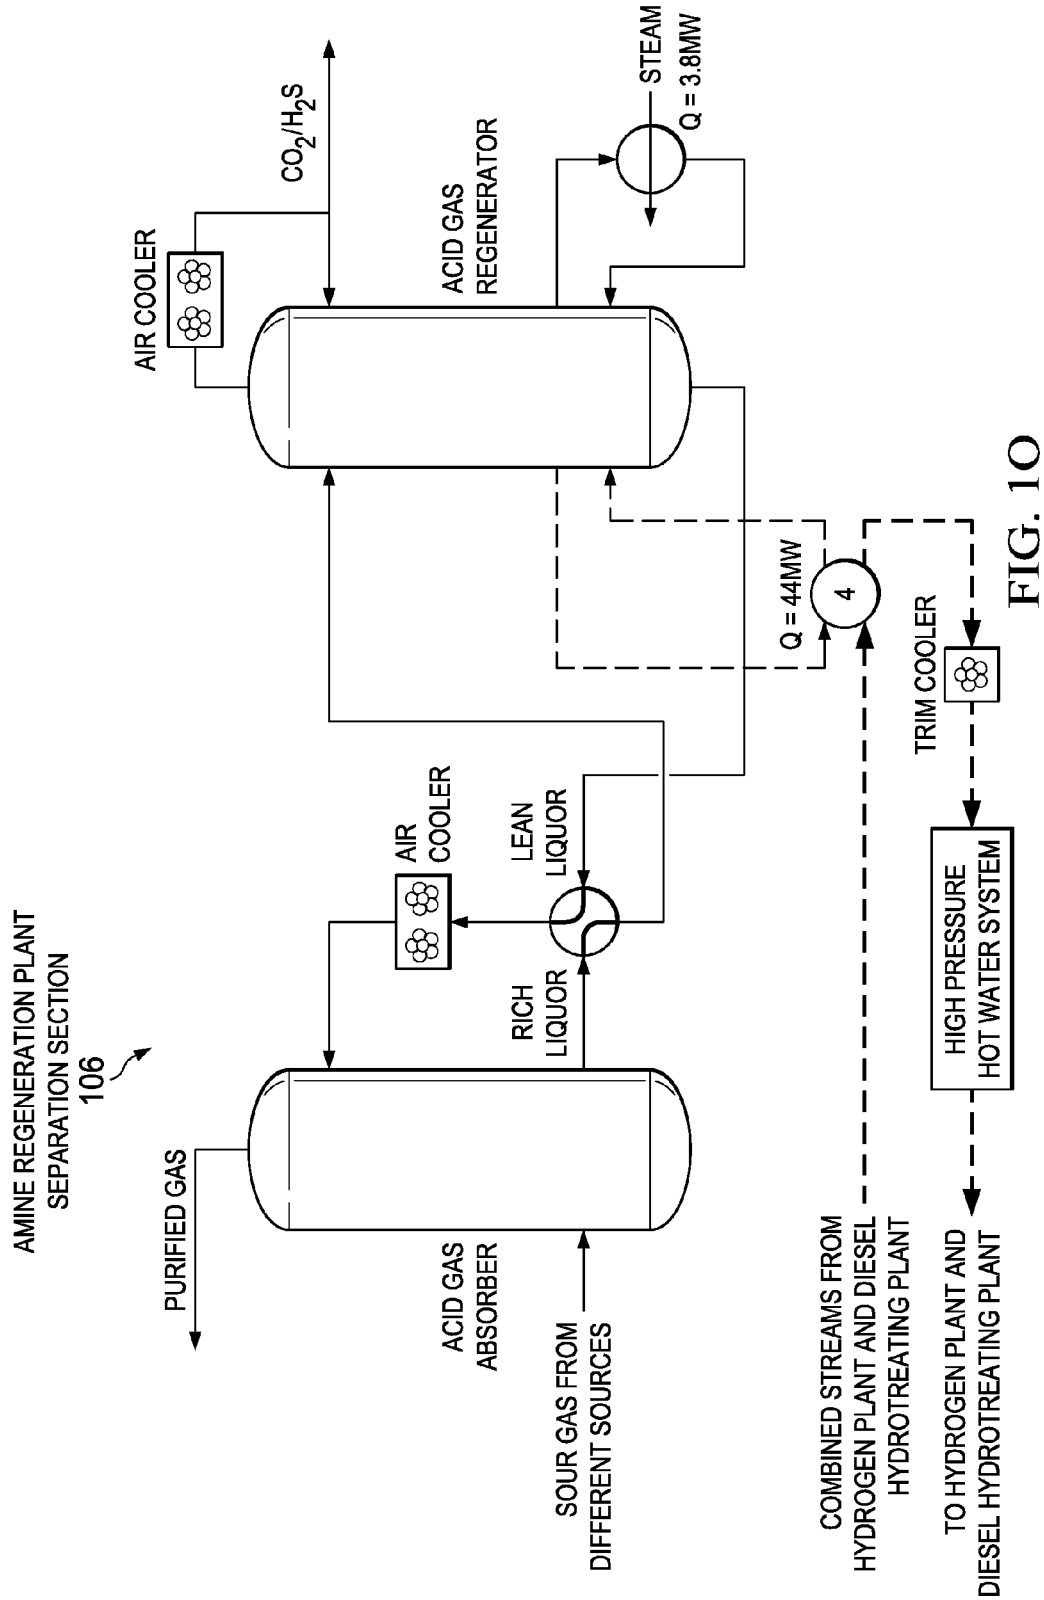 AMINE REGENERATION PLANT
SEPARATION SECTION
106
PURIFIED GAS
ACID GAS
ABSORBER
SOUR GAS FROM
DIFFERENT SOURCES
RICH
LIQUOR
LEAN
LIQUOR
AIR
COOLER
AIR COOLER
CO2/H2S
ACID GAS
REGENERATOR
STEAM
Q = 3.8MW
Q = 44MW
4
TRIM COOLER
COMBINED STREAMS FROM
HYDROGEN PLANT AND DIESEL
HYDROTREATING PLANT
HIGH PRESSURE
HOT WATER SYSTEM
TO HYDROGEN PLANT AND
DIESEL HYDROTREATING PLANT
FIG. 1O